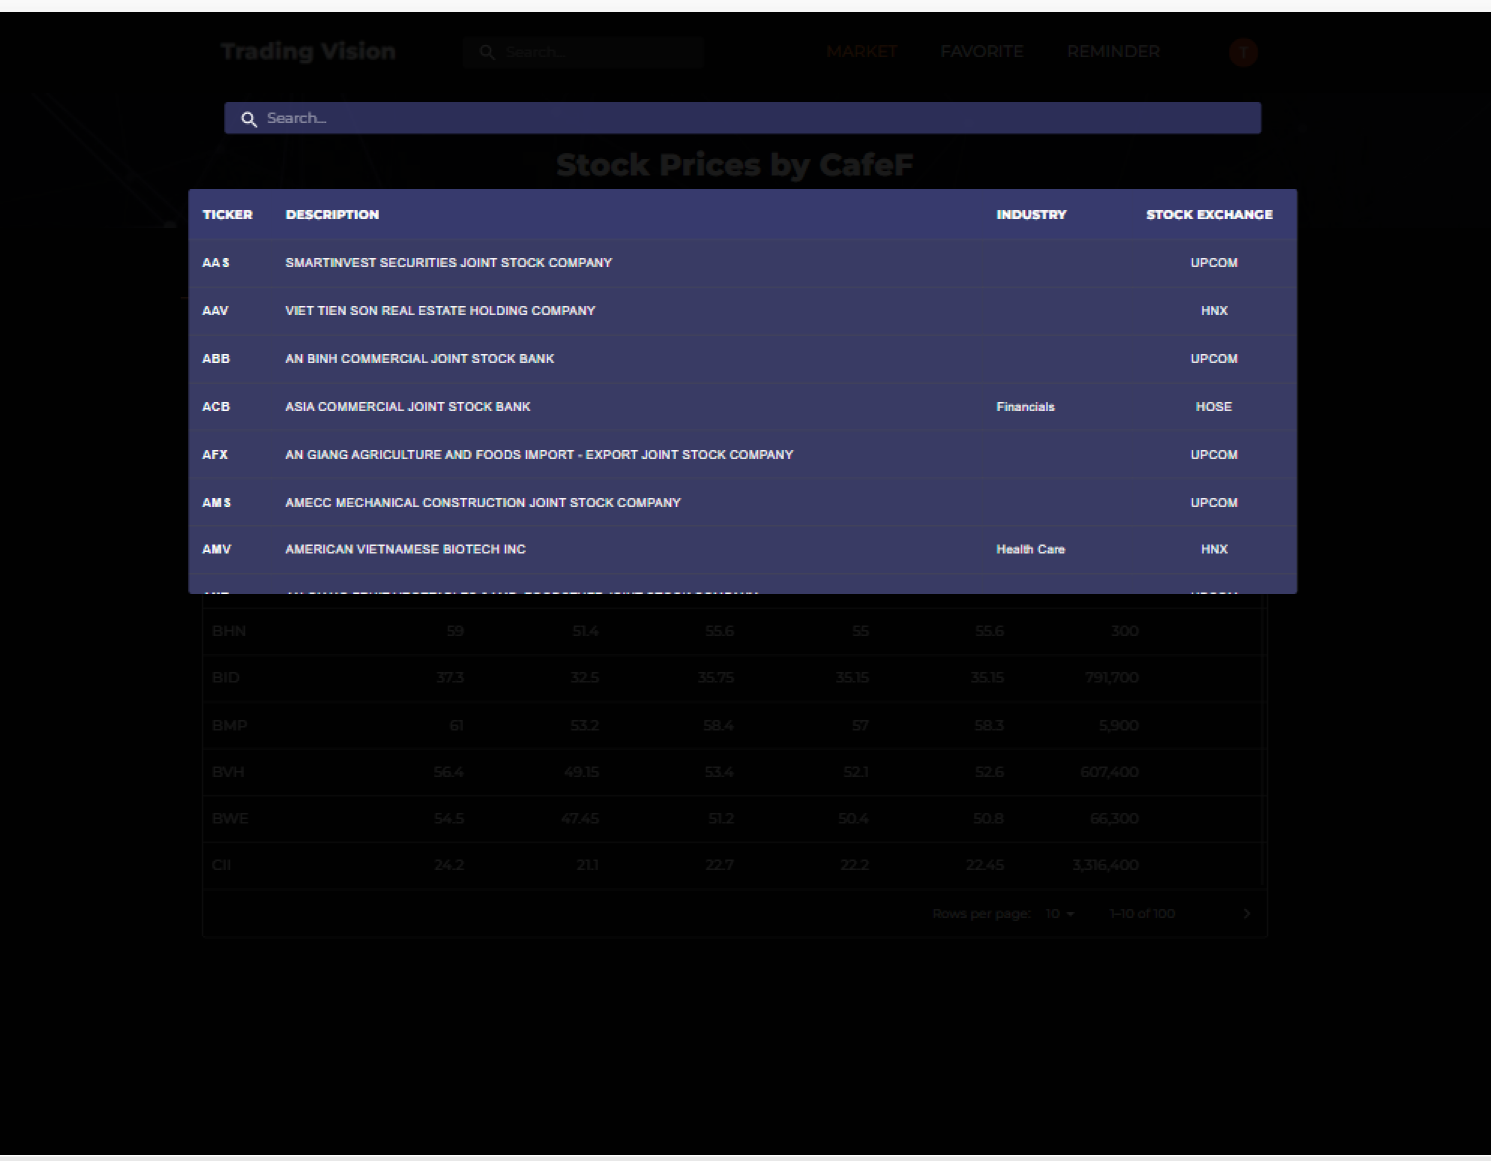 Trading Vision Search... MARKET FAVORITE REMINDER T
Search...
Stock Prices by CafeF
TICKER DESCRIPTION INDUSTRY STOCK EXCHANGE
AAS SMARTINVEST SECURITIES JOINT STOCK COMPANY UPCOM
AAV VIET TIEN SON REAL ESTATE HOLDING COMPANY HNX
ABB AN BINH COMMERCIAL JOINT STOCK BANK UPCOM
ACB ASIA COMMERCIAL JOINT STOCK BANK Financials HOSE
AFX AN GIANG AGRICULTURE AND FOODS IMPORT - EXPORT JOINT STOCK COMPANY UPCOM
AMS AMECC MECHANICAL CONSTRUCTION JOINT STOCK COMPANY UPCOM
AMV AMERICAN VIETNAMESE BIOTECH INC Health Care HNX
BHN 59 51.4 55.6 55 55.6 300
BID 37.3 32.5 35.75 35.15 35.15 791,700
BMP 61 53.2 58.4 57 58.3 5,900
BVH 56.4 49.15 53.4 52.1 52.6 607,400
BWE 54.5 47.45 51.2 50.4 50.8 66,300
CII 24.2 21.1 22.7 22.2 22.45 3,316,400
Rows per page: 10 1–10 of 100